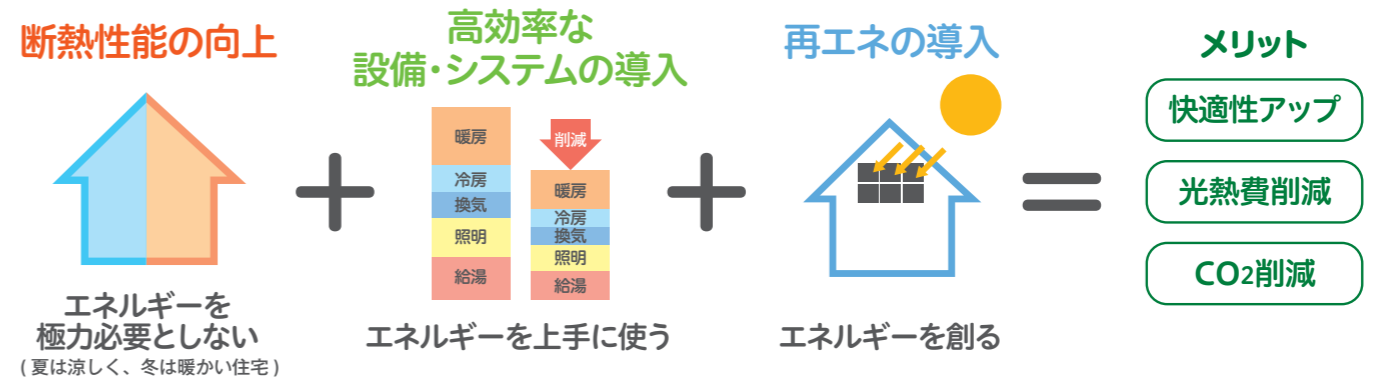 断熱性能の向上
エネルギーを
極力必要としない
(夏は涼しく、冬は暖かい住宅)
高効率な
設備・システムの導入
暖房
冷房
換気
照明
給湯
削減
暖房
冷房
換気
照明
給湯
エネルギーを上手に使う
再エネの導入
エネルギーを創る
メリット
快適性アップ
光熱費削減
CO2削減